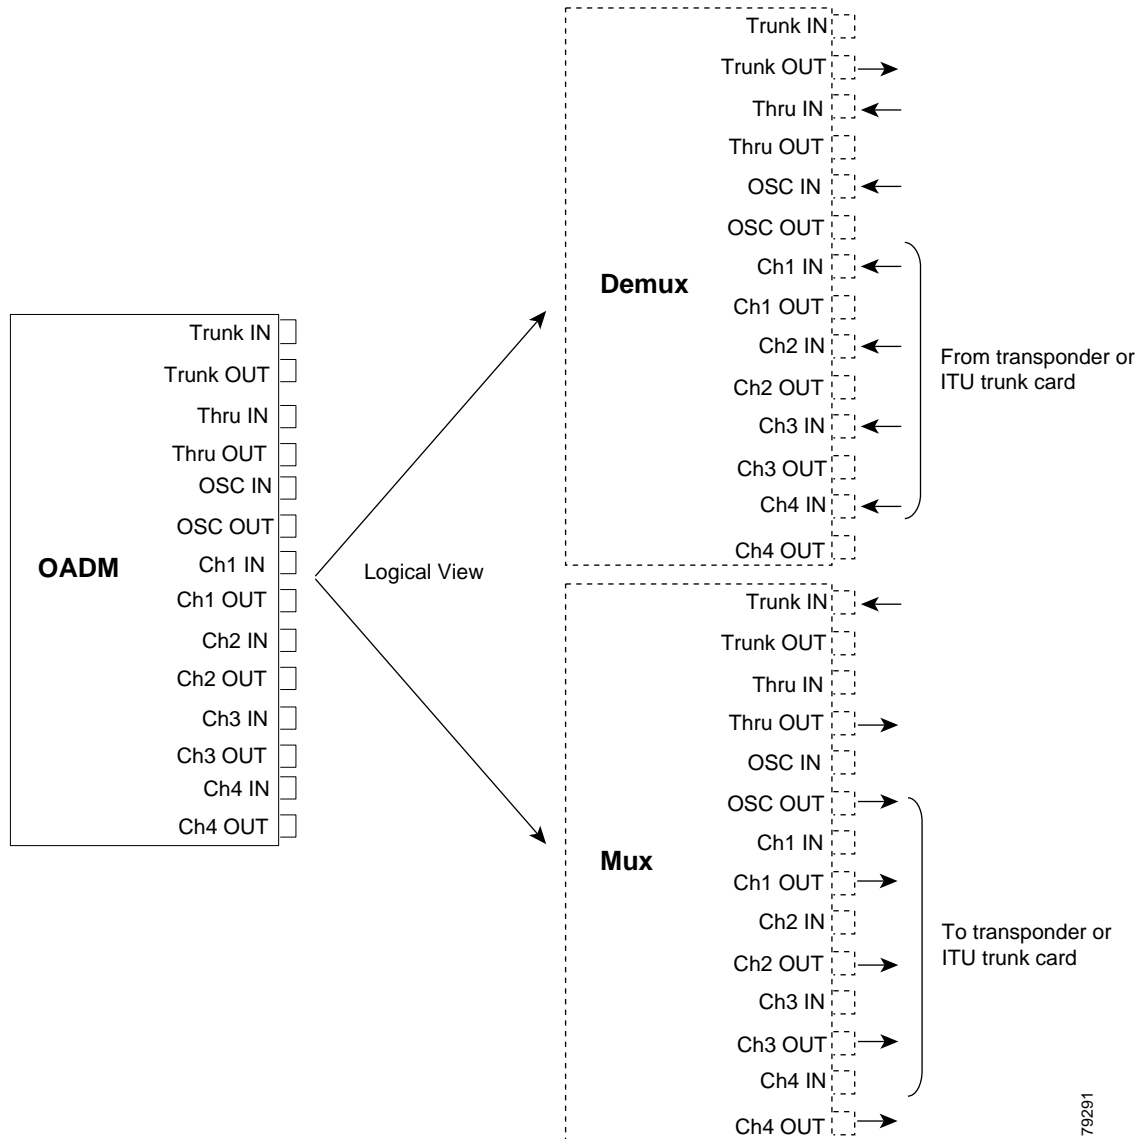 Trunk IN
Trunk OUT
Thru IN
Thru OUT
OSC IN
OSC OUT
OADM
Ch1 IN
Ch1 OUT
Ch2 IN
Ch2 OUT
Ch3 IN
Ch3 OUT
Ch4 IN
Ch4 OUT
Logical View
Trunk IN
Trunk OUT
Thru IN
Thru OUT
OSC IN
OSC OUT
Ch1 IN
Demux
Ch1 OUT
Ch2 IN
Ch2 OUT
Ch3 IN
Ch3 OUT
Ch4 IN
Ch4 OUT
From transponder or
ITU trunk card
Trunk IN
Trunk OUT
Thru IN
Thru OUT
OSC IN
OSC OUT
Ch1 IN
Mux
Ch1 OUT
Ch2 IN
Ch2 OUT
Ch3 IN
Ch3 OUT
Ch4 IN
Ch4 OUT
To transponder or
ITU trunk card
79291